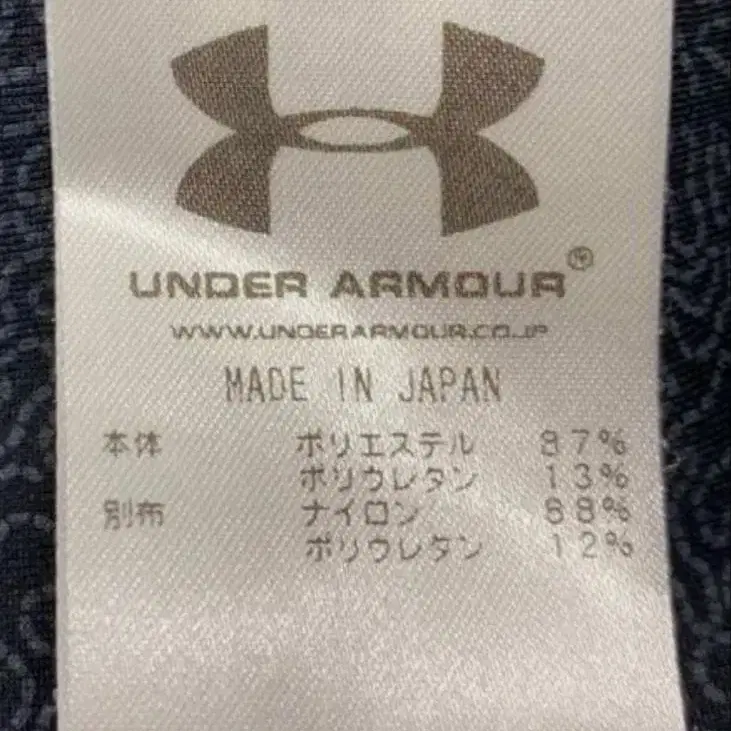 UNDER ARMOUR®
WWW.UNDERARMOUR.CO.JP
MADE IN JAPAN
本体 ポリエステル 87%
ポリウレタン 13%
別布 ナイロン 88%
ポリウレタン 12%